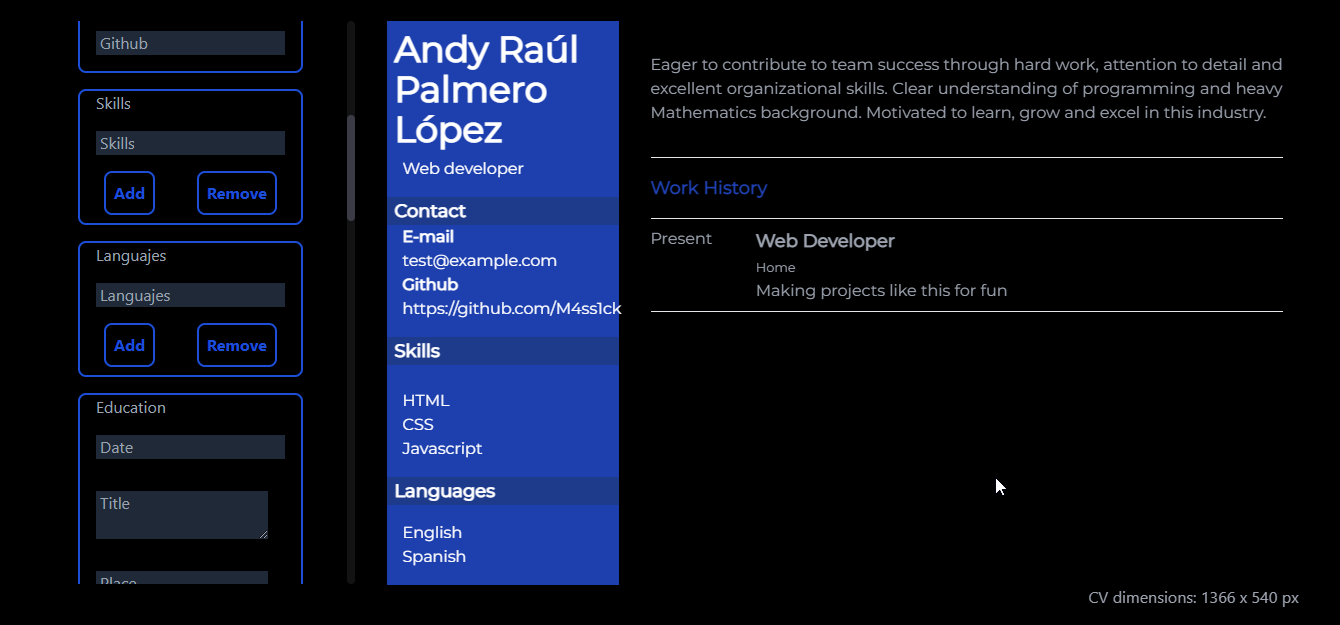 Github
Skills
Skills
Add
Remove
Languajes
Languajes
Add
Remove
Education
Date
Title
Place
Andy Raúl
Palmero
López
Web developer
Contact
E-mail
test@example.com
Github
https://github.com/M4ss1ck
Skills
HTML
CSS
Javascript
Languages
English
Spanish
Eager to contribute to team success through hard work, attention to detail and
excellent organizational skills. Clear understanding of programming and heavy
Mathematics background. Motivated to learn, grow and excel in this industry.
Work History
Present
Web Developer
Home
Making projects like this for fun
CV dimensions: 1366 x 540 px